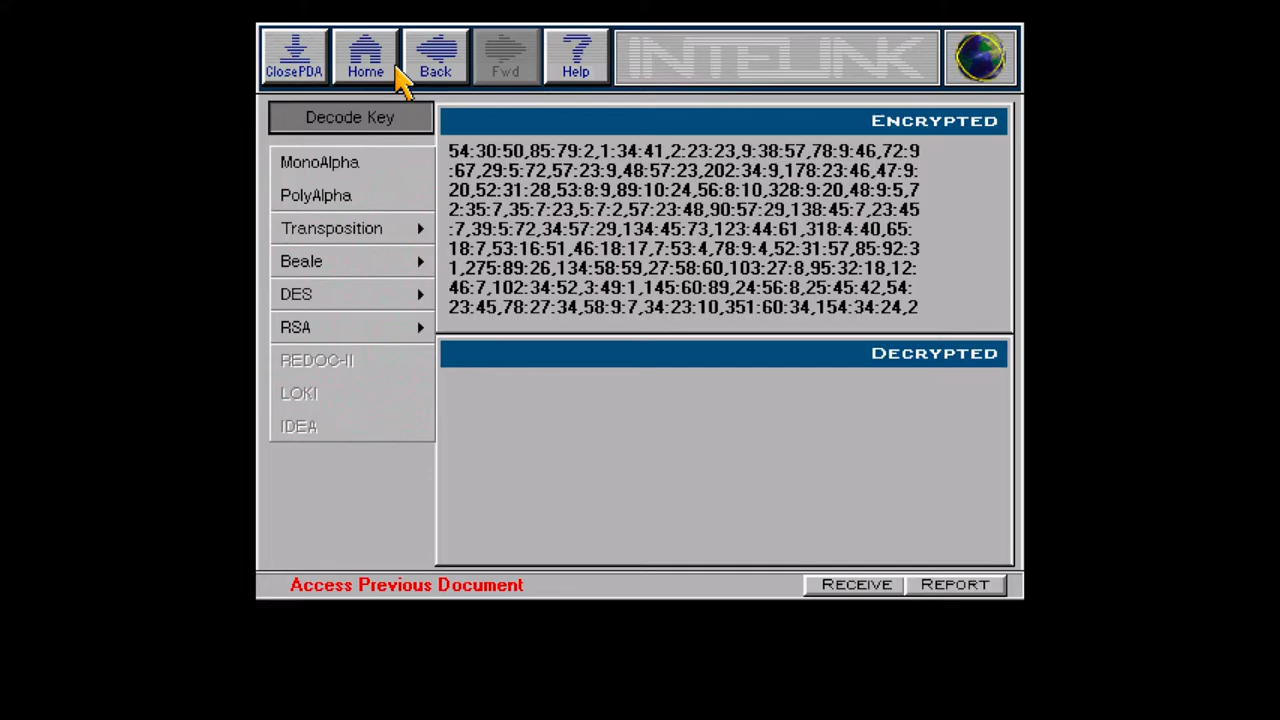 ClosePDA
Home
Back
Fwd
Help
INTELINK
Decode Key
MonoAlpha
PolyAlpha
Transposition
Beale
DES
RSA
REDOC-II
LOKI
IDEA
ENCRYPTED
54:30:50,85:79:2,1:34:41,2:23:23,9:38:57,78:9:46,72:9
:67,29:5:72,57:23:9,48:57:23,202:34:9,178:23:46,47:9:
20,52:31:28,53:8:9,89:10:24,56:8:10,328:9:20,48:9:5,7
2:35:7,35:7:23,5:7:2,57:23:48,90:57:29,138:45:7,23:45
:7,39:5:72,34:57:29,134:45:73,123:44:61,318:4:40,65:
18:7,53:16:51,46:18:17,7:53:4,78:9:4,52:31:57,85:92:3
1,275:89:26,134:58:59,27:58:60,103:27:8,95:32:18,12:
46:7,102:34:52,3:49:1,145:60:89,24:56:8,25:45:42,54:
23:45,78:27:34,58:9:7,34:23:10,351:60:34,154:34:24,2
DECRYPTED
Access Previous Document
RECEIVE
REPORT